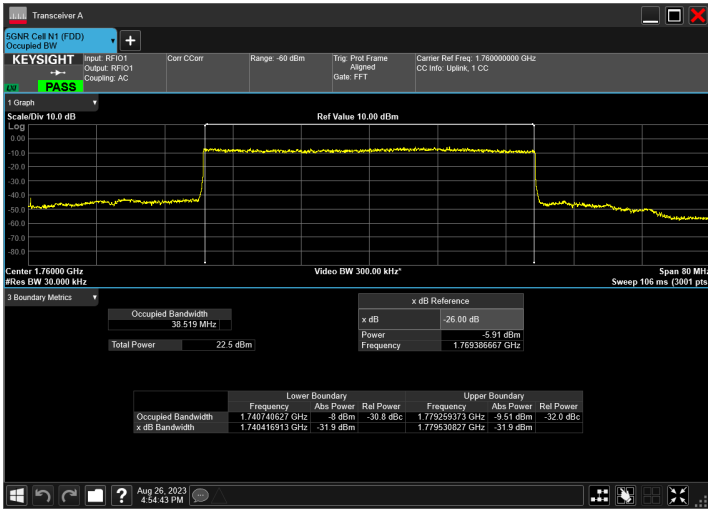 Transceiver A
5GNR Cell N1 (FDD)
Occupied BW
KEYSIGHT
PASS
Input: RFIO1
Output: RFIO1
Coupling: AC
Corr CCorr
Range: -60 dBm
Trig: Prot Frame
Aligned
Gate: FFT
Carrier Ref Freq: 1.760000000 GHz
CC Info: Uplink, 1 CC
1 Graph
Scale/Div 10.0 dB
Ref Value 10.00 dBm
Log
0.00
-10.0
-20.0
-30.0
-40.0
-50.0
-60.0
-70.0
-80.0
Center 1.76000 GHz
Video BW 300.00 kHz*
Span 80 MHz
#Res BW 30.000 kHz
Sweep 106 ms (3001 pts
3 Boundary Metrics
Occupied Bandwidth
38.519 MHz
Total Power 22.5 dBm
x dB Reference
x dB -26.00 dB
Power -5.91 dBm
Frequency 1.769386667 GHz
Lower Boundary Upper Boundary
Frequency Abs Power Rel Power Frequency Abs Power Rel Power
Occupied Bandwidth 1.740740627 GHz -8 dBm -30.8 dBc 1.779259373 GHz -9.51 dBm -32.0 dBc
x dB Bandwidth 1.740416913 GHz -31.9 dBm 1.779530827 GHz -31.9 dBm
Aug 26, 2023
4:54:43 PM